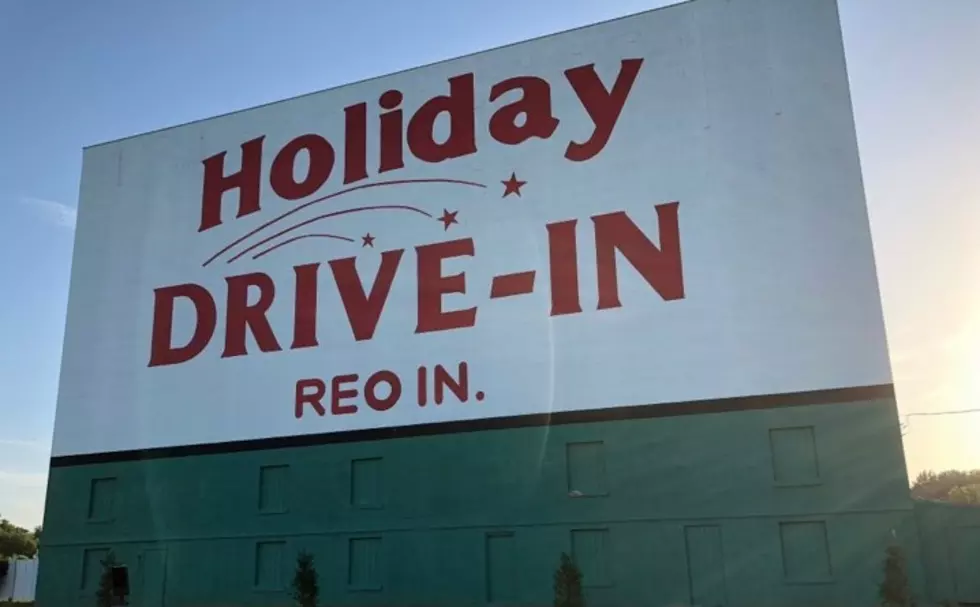 Holiday
DRIVE-IN
REO IN.